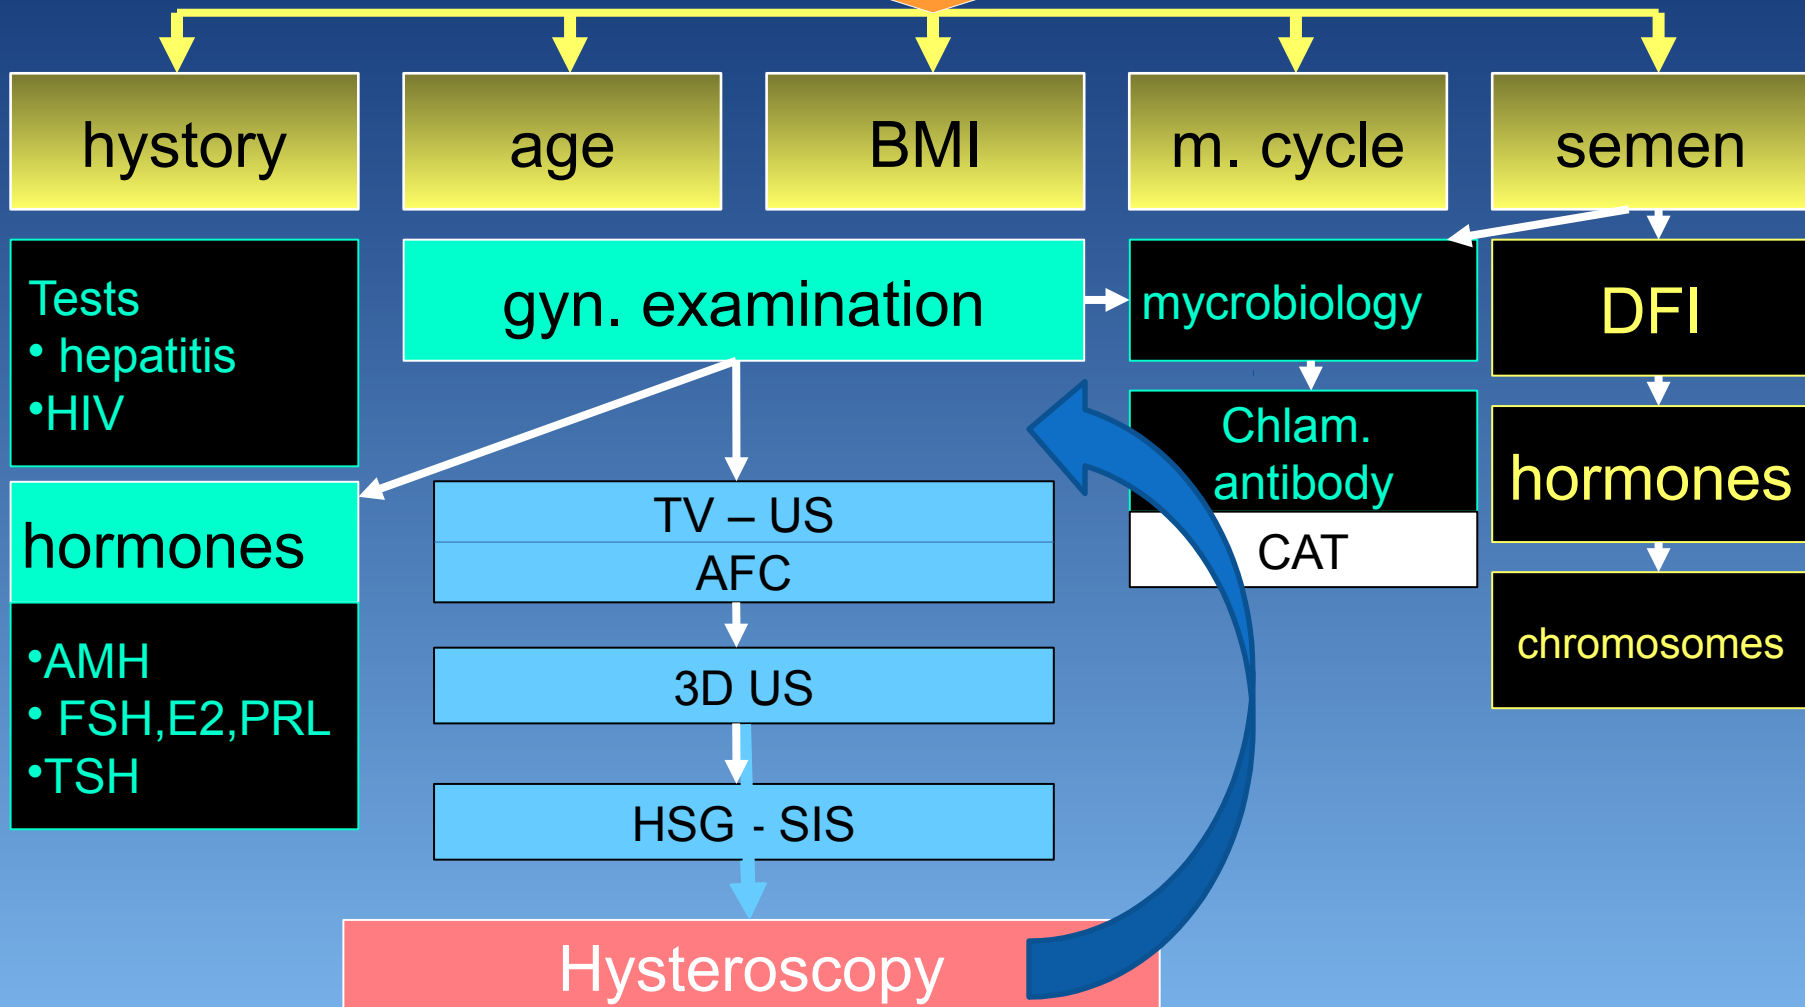 hystory
age
BMI
m. cycle
semen
Tests
• hepatitis
•HIV
gyn. examination
mycrobiology
DFI
Chlam.
antibody
CAT
hormones
chromosomes
hormones
•AMH
• FSH,E2,PRL
•TSH
TV – US
AFC
3D US
HSG - SIS
Hysteroscopy